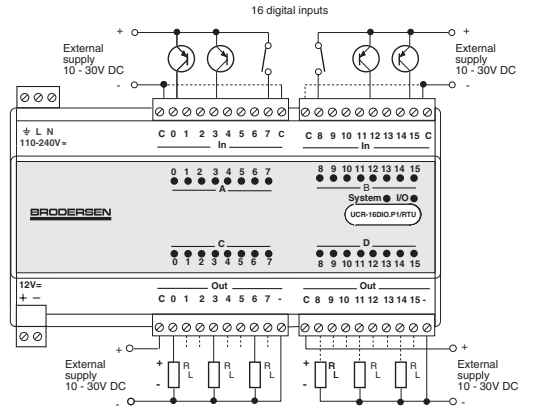 16 digital inputs
+ +
External
supply
10 - 30V DC
External
supply
10 - 30V DC
- -
⏚ L N
110-240V=
C 0 1 2 3 4 5 6 7 C
In
C 8 9 10 11 12 13 14 15 C
In
0 1 2 3 4 5 6 7
A
8 9 10 11 12 13 14 15
B
System I/O
BRODERSEN
UCR-16DIO.P1/RTU
C
0 1 2 3 4 5 6 7
D
8 9 10 11 12 13 14 15
12V=
+ -
Out
C 0 1 2 3 4 5 6 7 -
Out
C 8 9 10 11 12 13 14 15 -
+ +
External
supply
10 - 30V DC
+
-
R
L
R
L
R
L
+
-
R
L
R
L
R
L
External
supply
10 - 30V DC
- -